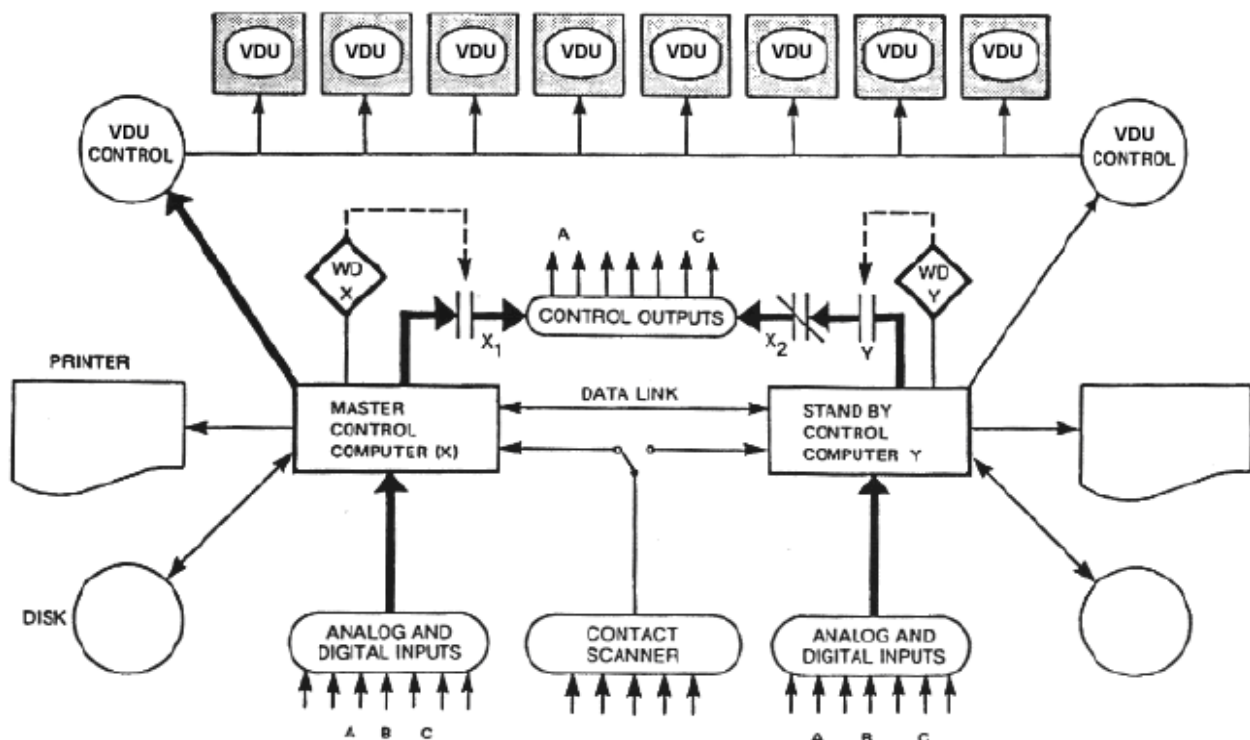 VDU VDU VDU VDU VDU VDU VDU VDU
VDU
CONTROL
VDU
CONTROL
A C
WD
X
WD
Y
CONTROL OUTPUTS
X1
X2
Y
PRINTER
MASTER
CONTROL
COMPUTER (X)
DATA LINK
STAND BY
CONTROL
COMPUTER Y
DISK
ANALOG AND
DIGITAL INPUTS
CONTACT
SCANNER
ANALOG AND
DIGITAL INPUTS
A B C
A B C